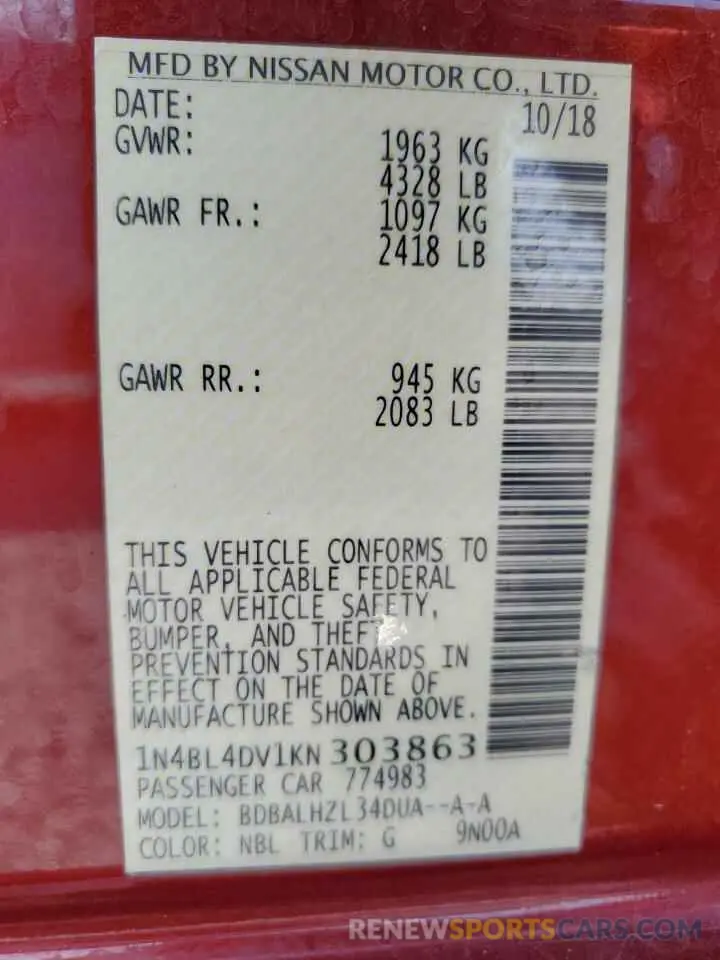 MFD BY NISSAN MOTOR CO., LTD.
DATE: 10/18
GVWR: 1963 KG
4328 LB
GAWR FR.: 1097 KG
2418 LB
GAWR RR.: 945 KG
2083 LB
THIS VEHICLE CONFORMS TO
ALL APPLICABLE FEDERAL
MOTOR VEHICLE SAFETY,
BUMPER, AND THEFT
PREVENTION STANDARDS IN
EFFECT ON THE DATE OF
MANUFACTURE SHOWN ABOVE.
1N4BL4DV1KN 303863
PASSENGER CAR 774983
MODEL: BDBALHZL34DUA--A-A
COLOR: NBL TRIM: G 9N00A
RENEWSPORTSCARS.COM